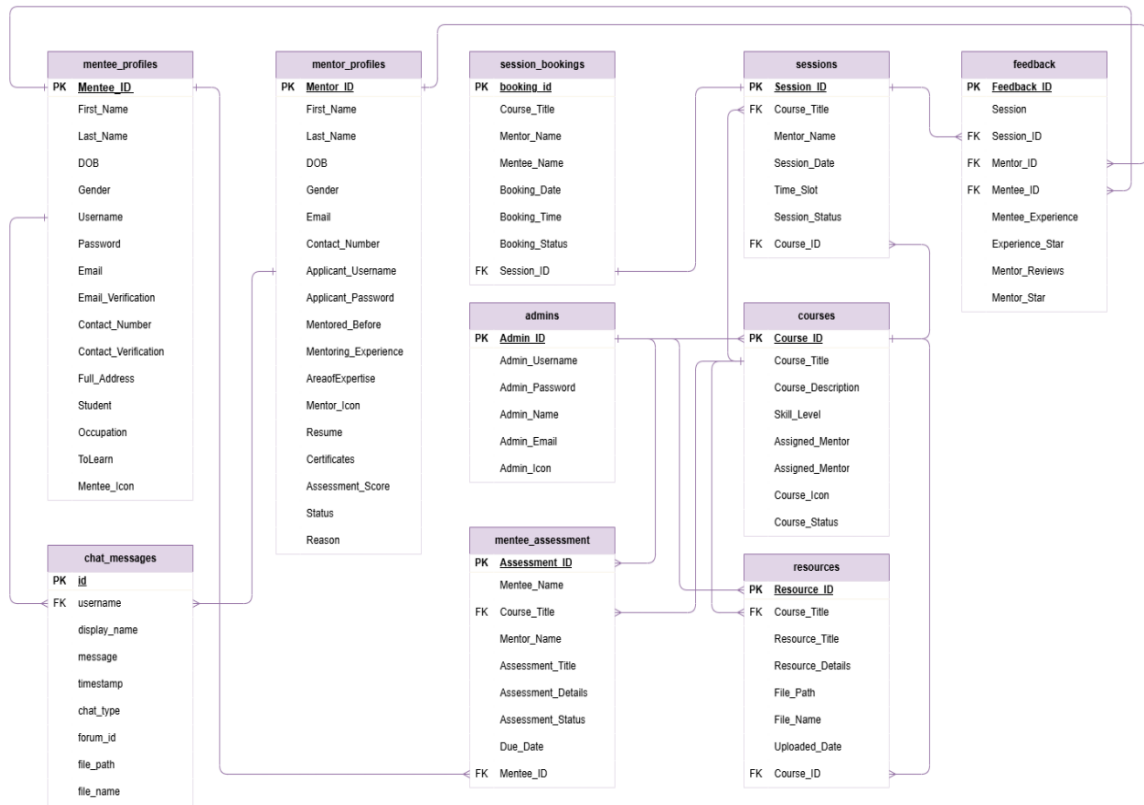 mentee_profiles
PK Mentee_ID
First_Name
Last_Name
DOB
Gender
Username
Password
Email
Email_Verification
Contact_Number
Contact_Verification
Full_Address
Student
Occupation
ToLearn
Mentee_Icon
chat_messages
PK id
FK username
display_name
message
timestamp
chat_type
forum_id
file_path
file_name
mentor_profiles
PK Mentor_ID
First_Name
Last_Name
DOB
Gender
Email
Contact_Number
Applicant_Username
Applicant_Password
Mentored_Before
Mentoring_Experience
AreaofExpertise
Mentor_Icon
Resume
Certificates
Assessment_Score
Status
Reason
session_bookings
PK booking_id
Course_Title
Mentor_Name
Mentee_Name
Booking_Date
Booking_Time
Booking_Status
FK Session_ID
admins
PK Admin_ID
Admin_Username
Admin_Password
Admin_Name
Admin_Email
Admin_Icon
mentee_assessment
PK Assessment_ID
Mentee_Name
FK Course_Title
Mentor_Name
Assessment_Title
Assessment_Details
Assessment_Status
Due_Date
FK Mentee_ID
sessions
PK Session_ID
FK Course_Title
Mentor_Name
Session_Date
Time_Slot
Session_Status
FK Course_ID
courses
PK Course_ID
Course_Title
Course_Description
Skill_Level
Assigned_Mentor
Assigned_Mentor
Course_Icon
Course_Status
resources
PK Resource_ID
FK Course_Title
Resource_Title
Resource_Details
File_Path
File_Name
Uploaded_Date
FK Course_ID
feedback
PK Feedback_ID
Session
FK Session_ID
FK Mentor_ID
FK Mentee_ID
Mentee_Experience
Experience_Star
Mentor_Reviews
Mentor_Star